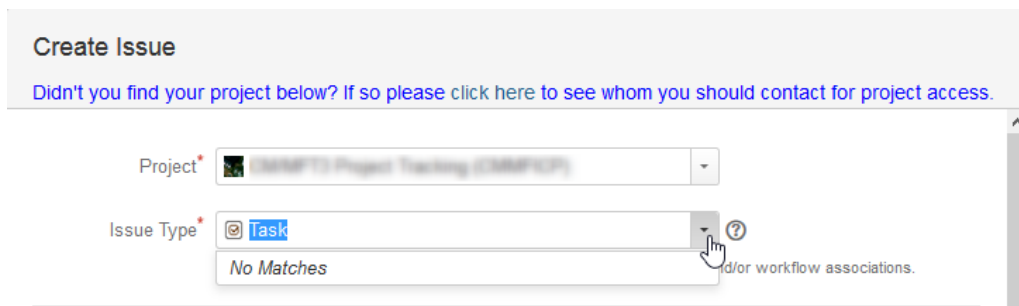 Create Issue
Didn't you find your project below? If so please click here to see whom you should contact for project access.
Project*
Issue Type* Task
No Matches
d/or workflow associations.